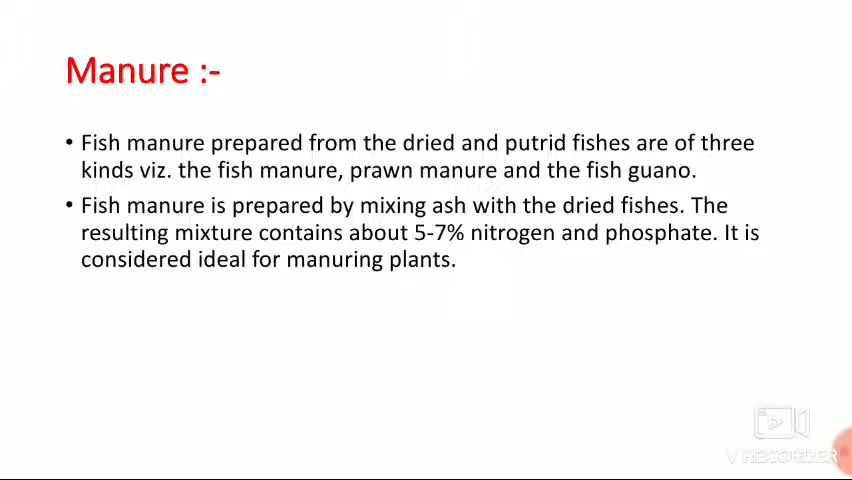 Manure :-
• Fish manure prepared from the dried and putrid fishes are of three
kinds viz. the fish manure, prawn manure and the fish guano.
• Fish manure is prepared by mixing ash with the dried fishes. The
resulting mixture contains about 5-7% nitrogen and phosphate. It is
considered ideal for manuring plants.
V RECORDER